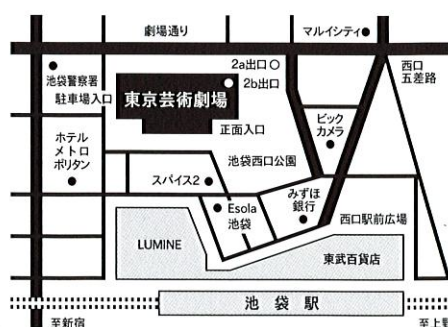 劇場通り
マルイシティ
2a出口
2b出口
西口
五差路
池袋警察署
駐車場入口
東京芸術劇場
正面入口
ビック
カメラ
ホテル
メトロ
ポリタン
池袋西口公園
スパイス2
みずほ
銀行
Esola
池袋
西口駅前広場
LUMINE
東武百貨店
池袋駅
至新宿
至上野